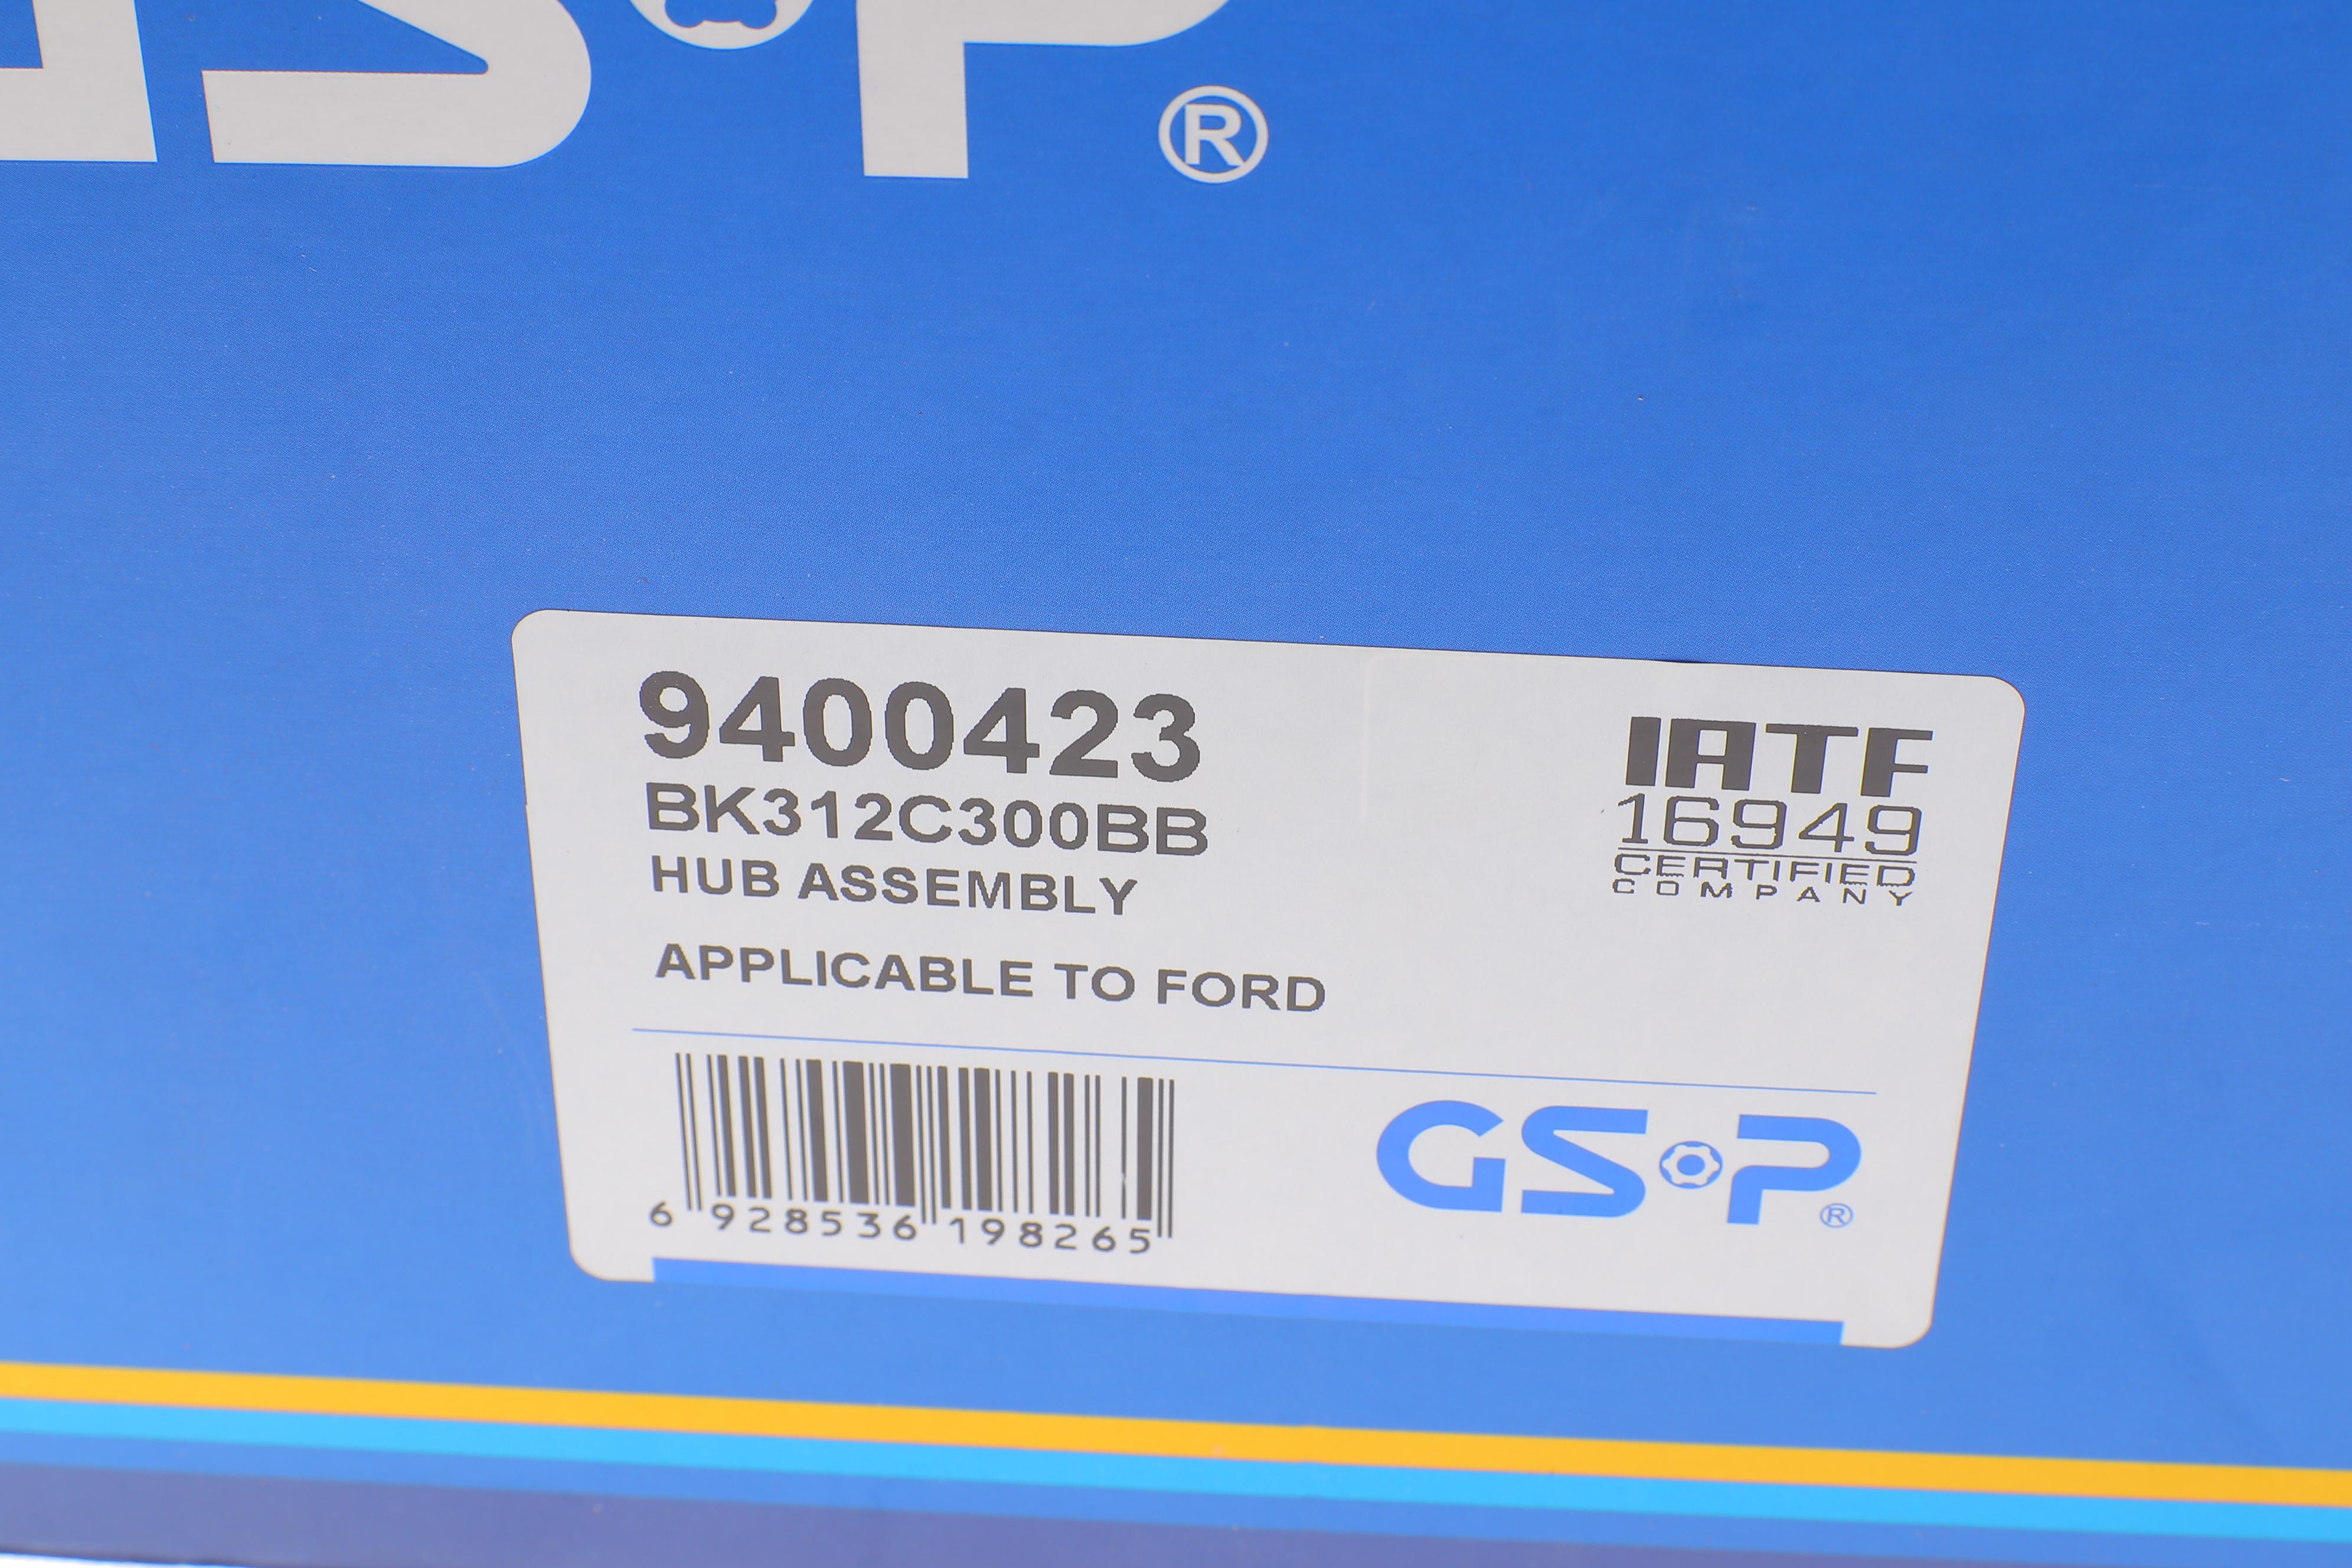 GSP®
9400423
BK312C300BB
HUB ASSEMBLY
APPLICABLE TO FORD
IATF
16949
CERTIFIED
COMPANY
6 928536 198265
GSP®